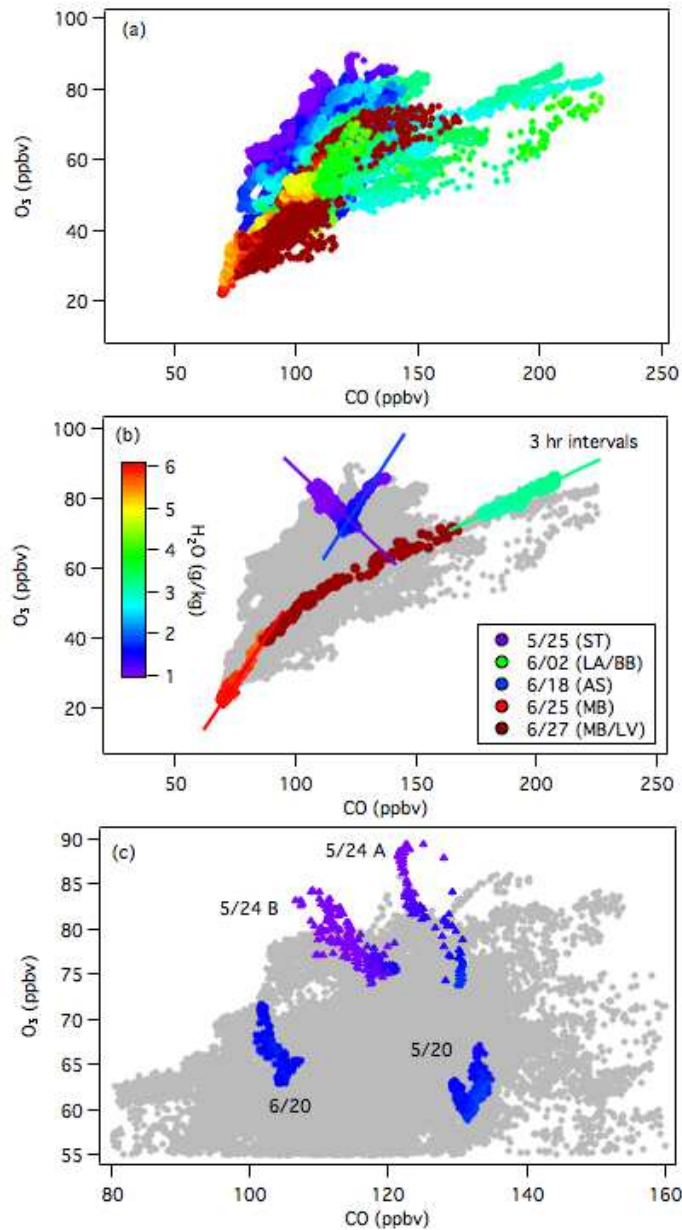 (a)
100
80
60
40
20
O₃ (ppbv)
50 100 150 200 250
CO (ppbv)
(b)
3 hr intervals
100
80
60
40
20
O₃ (ppbv)
6
5
4
3
2
1
H₂O (g/kg)
5/25 (ST)
6/02 (LA/BB)
6/18 (AS)
6/25 (MB)
6/27 (MB/LV)
50 100 150 200 250
CO (ppbv)
(c)
90
85
80
75
70
65
60
55
O₃ (ppbv)
5/24 A
5/24 B
5/20
6/20
80 100 120 140 160
CO (ppbv)